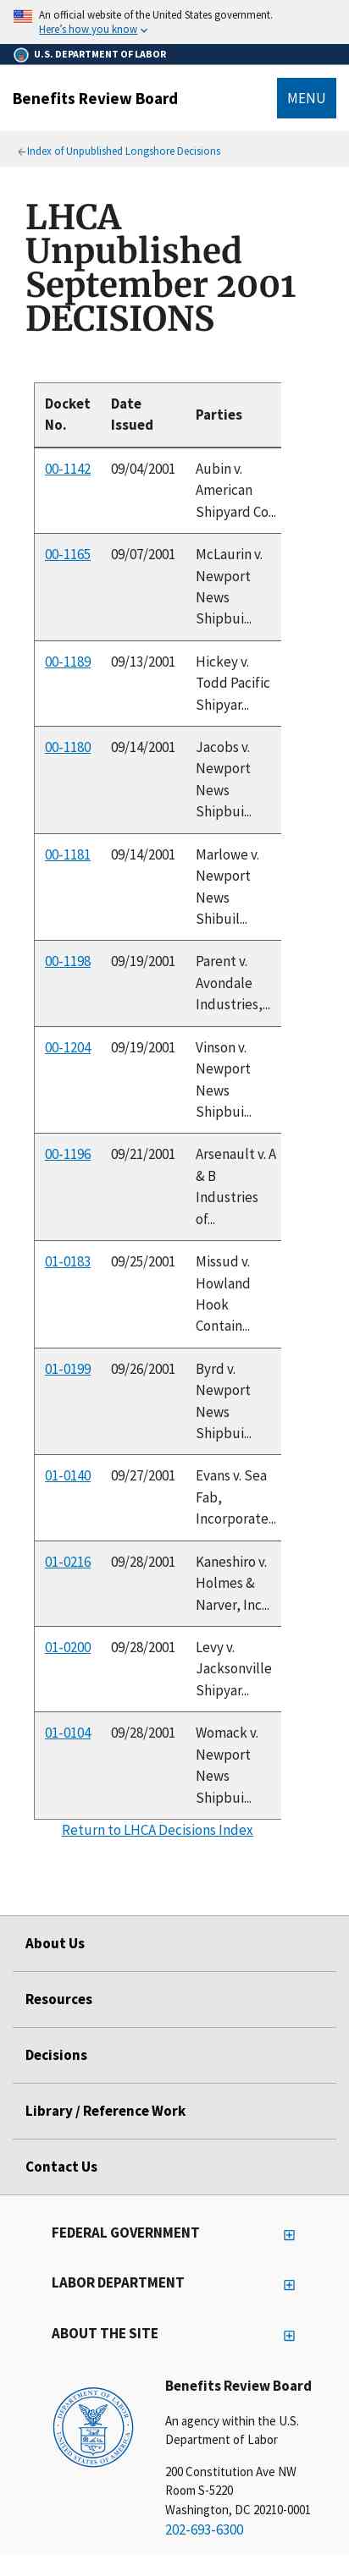 An official website of the United States government.
Here's how you know
U.S. DEPARTMENT OF LABOR
Benefits Review Board
MENU
Index of Unpublished Longshore Decisions
LHCA
Unpublished
September 2001
DECISIONS
Docket No. Date Issued Parties
00-1142 09/04/2001 Aubin v.
American
Shipyard Co...
00-1165 09/07/2001 McLaurin v.
Newport
News
Shipbui...
00-1189 09/13/2001 Hickey v.
Todd Pacific
Shipyar...
00-1180 09/14/2001 Jacobs v.
Newport
News
Shipbui...
00-1181 09/14/2001 Marlowe v.
Newport
News
Shibuil...
00-1198 09/19/2001 Parent v.
Avondale
Industries,...
00-1204 09/19/2001 Vinson v.
Newport
News
Shipbui...
00-1196 09/21/2001 Arsenault v. A
& B
Industries
of...
01-0183 09/25/2001 Missud v.
Howland
Hook
Contain...
01-0199 09/26/2001 Byrd v.
Newport
News
Shipbui...
01-0140 09/27/2001 Evans v. Sea
Fab,
Incorporate...
01-0216 09/28/2001 Kaneshiro v.
Holmes &
Narver, Inc...
01-0200 09/28/2001 Levy v.
Jacksonville
Shipyar...
01-0104 09/28/2001 Womack v.
Newport
News
Shipbui...
Return to LHCA Decisions Index
About Us
Resources
Decisions
Library / Reference Work
Contact Us
FEDERAL GOVERNMENT
LABOR DEPARTMENT
ABOUT THE SITE
DEPARTMENT OF LABOR
UNITED STATES OF AMERICA
Benefits Review Board
An agency within the U.S.
Department of Labor
200 Constitution Ave NW
Room S-5220
Washington, DC 20210-0001
202-693-6300